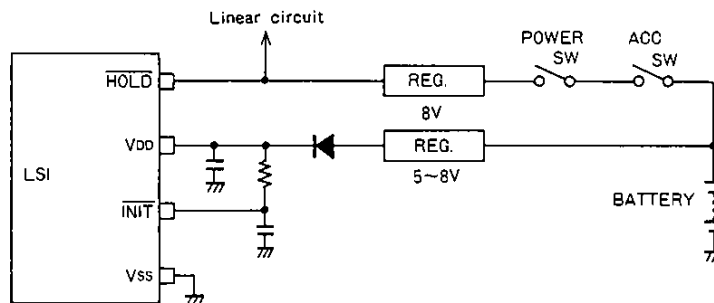 Linear circuit
POWER SW
ACC SW
HOLD
REG.
8V
VDD
REG.
5~8V
LSI
INIT
BATTERY
VSS